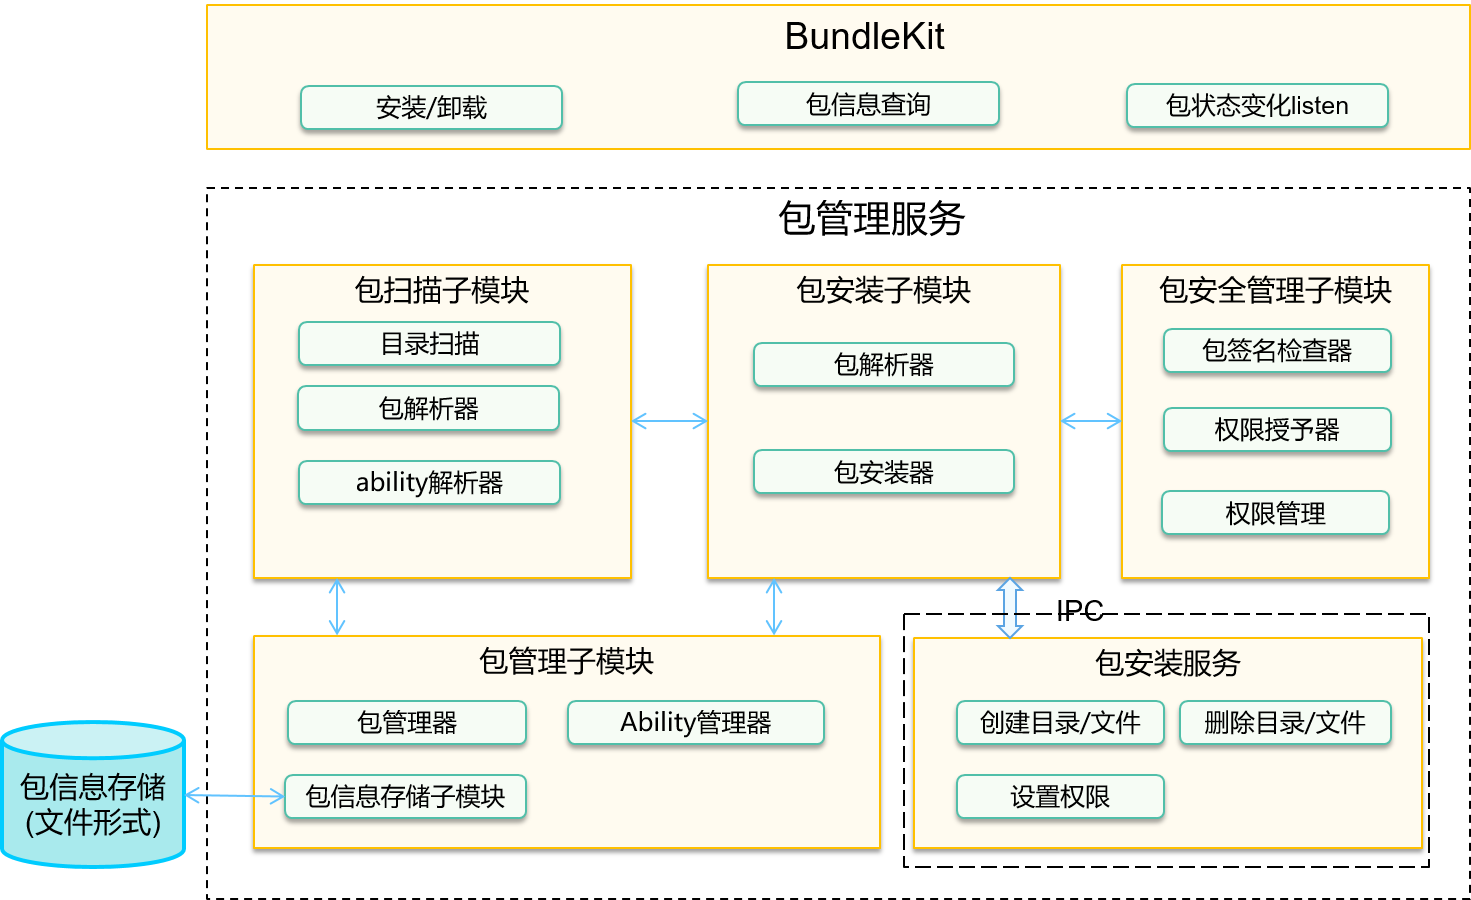 BundleKit
安装/卸载
包信息查询
包状态变化listen
包管理服务
包扫描子模块
目录扫描
包解析器
ability解析器
包安装子模块
包解析器
包安装器
包安全管理子模块
包签名检查器
权限授予器
权限管理
IPC
包管理子模块
包管理器
Ability管理器
包信息存储子模块
包安装服务
创建目录/文件
删除目录/文件
设置权限
包信息存储
(文件形式)